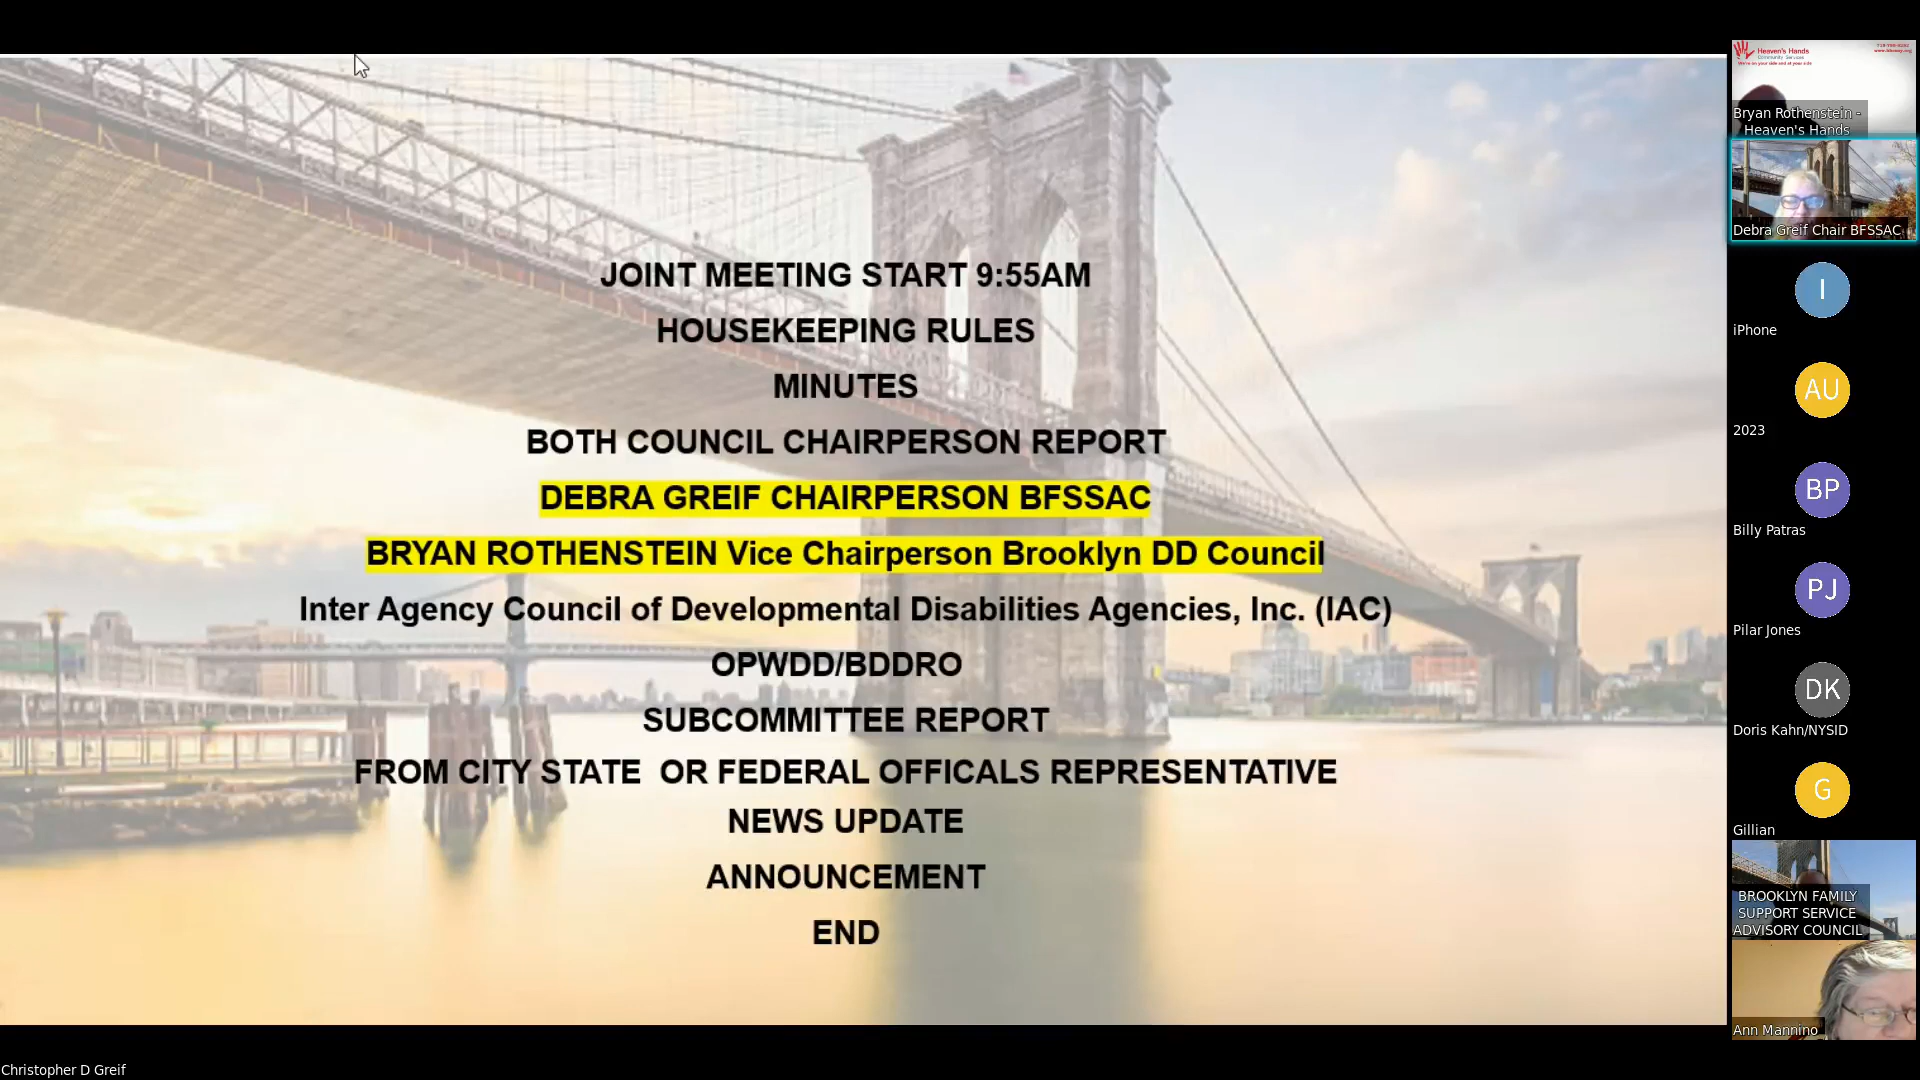 JOINT MEETING START 9:55AM
HOUSEKEEPING RULES
MINUTES
BOTH COUNCIL CHAIRPERSON REPORT
DEBRA GREIF CHAIRPERSON BFSSAC
BRYAN ROTHENSTEIN Vice Chairperson Brooklyn DD Council
Inter Agency Council of Developmental Disabilities Agencies, Inc. (IAC)
OPWDD/BDDRO
SUBCOMMITTEE REPORT
FROM CITY STATE  OR FEDERAL OFFICALS REPRESENTATIVE
NEWS UPDATE
ANNOUNCEMENT
END
Heaven's Hands
Community Services
Bryan Rothenstein -
Heaven's Hands
Debra Greif Chair BFSSAC
I
iPhone
AU
2023
BP
Billy Patras
PJ
Pilar Jones
DK
Doris Kahn/NYSID
G
Gillian
BROOKLYN FAMILY
SUPPORT SERVICE
ADVISORY COUNCIL
Ann Mannino
Christopher D Greif